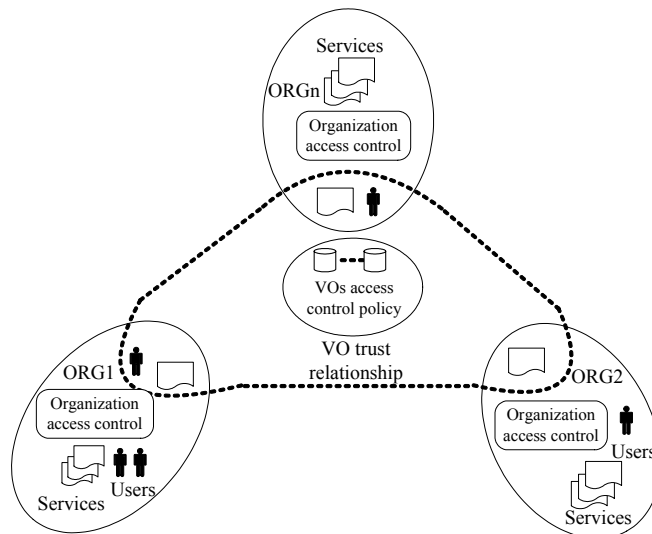 Services
ORGn
Organization
access control
VOs access
control policy
VO trust
relationship
ORG1
Organization
access control
Services
Users
ORG2
Organization
access control
Users
Services